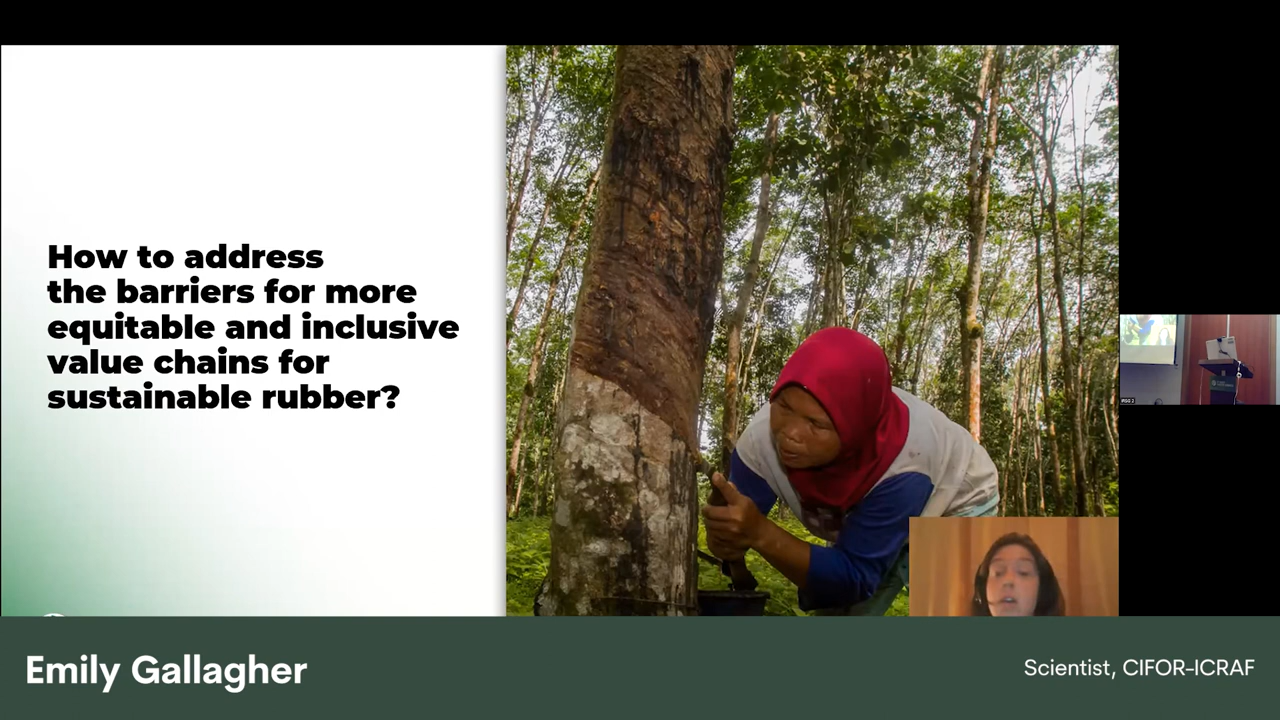 How to address
the barriers for more
equitable and inclusive
value chains for
sustainable rubber?
Emily Gallagher
Scientist, CIFOR-ICRAF